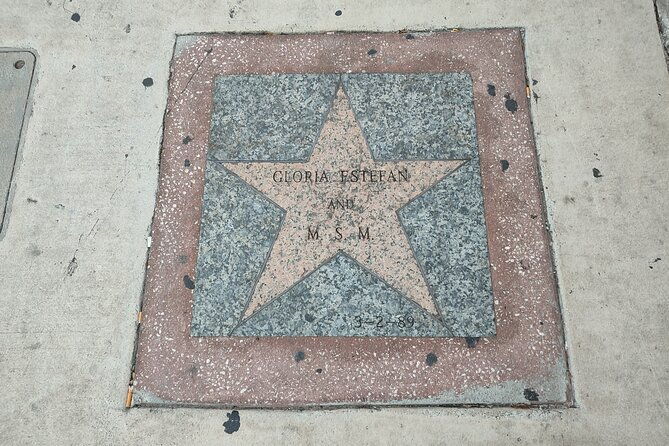 GLORIA ESTEFAN
AND
M. S. M.
3-2-89